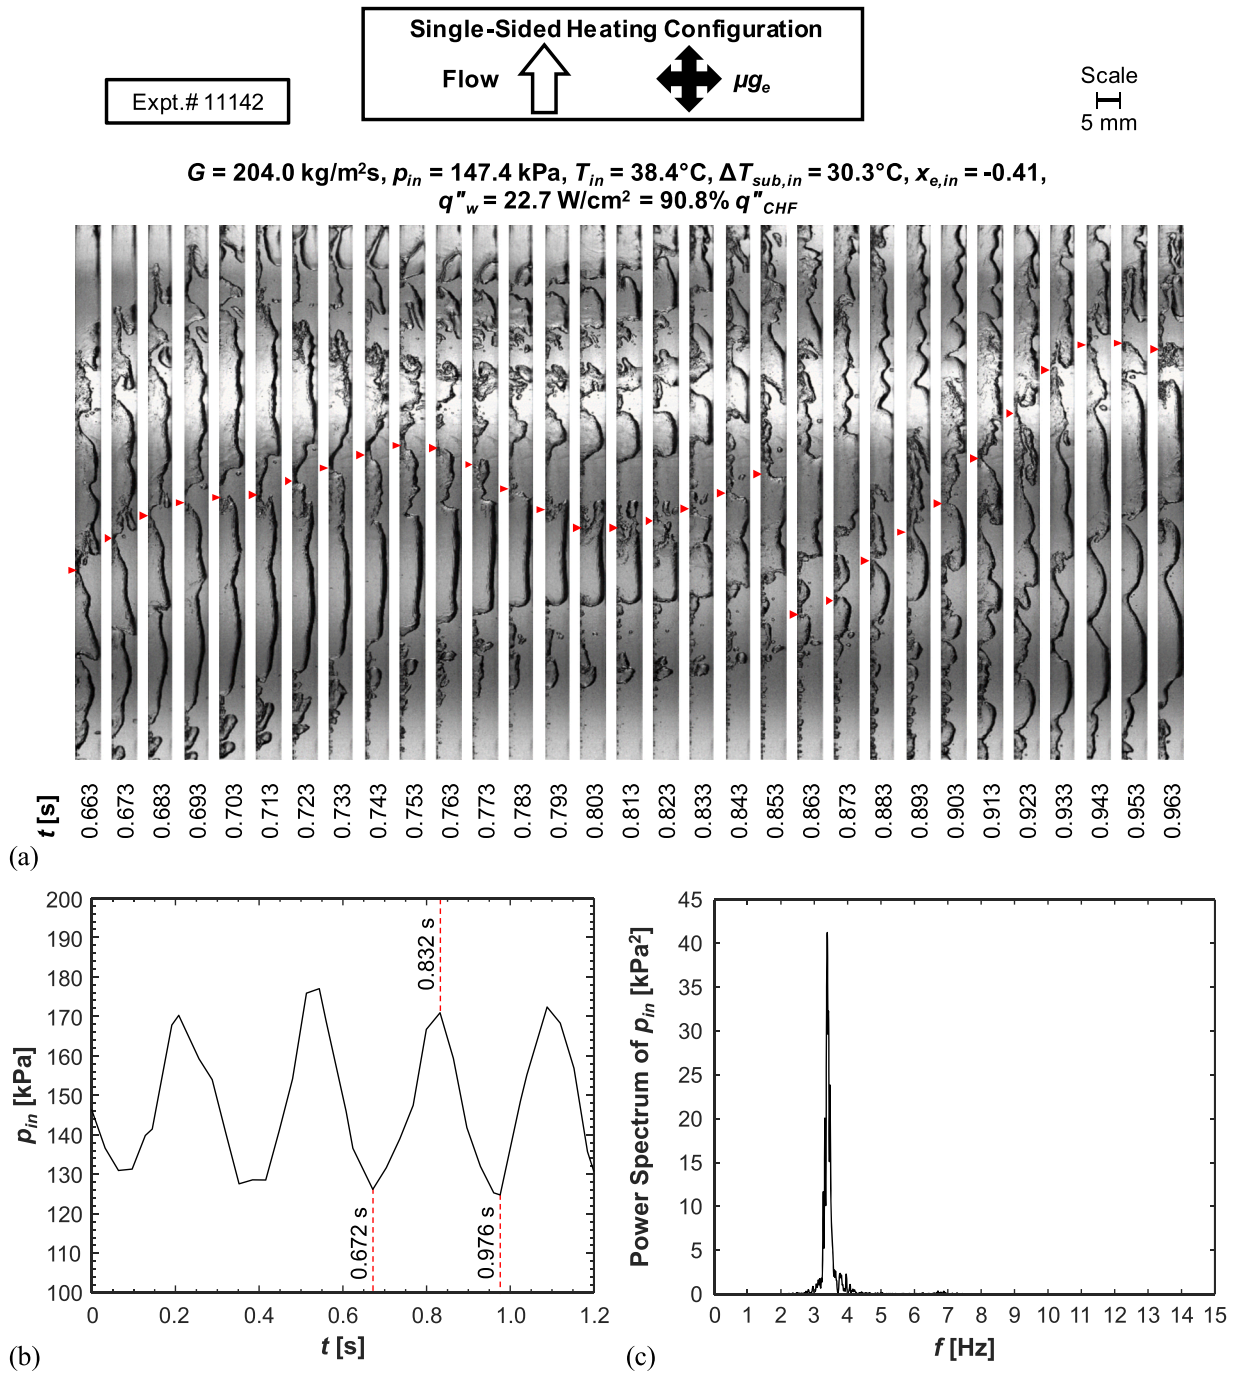 Single-Sided Heating Configuration
Flow
μgₑ
Expt.# 11142
Scale
5 mm
G = 204.0 kg/m²s, p_in = 147.4 kPa, T_in = 38.4°C, ΔT_sub,in = 30.3°C, x_e,in = -0.41,
q"_w = 22.7 W/cm² = 90.8% q"_CHF
t [s]
0.663 0.673 0.683 0.693 0.703 0.713 0.723 0.733 0.743 0.753 0.763 0.773 0.783 0.793 0.803 0.813 0.823 0.833 0.843 0.853 0.863 0.873 0.883 0.893 0.903 0.913 0.923 0.933 0.943 0.953 0.963
(a)
p_in [kPa]
200
190
180
170
160
150
140
130
120
110
100
0.832 s
0.672 s
0.976 s
0 0.2 0.4 0.6 0.8 1.0 1.2
t [s]
(b)
Power Spectrum of p_in [kPa²]
45
40
35
30
25
20
15
10
5
0
0 1 2 3 4 5 6 7 8 9 10 11 12 13 14 15
f [Hz]
(c)